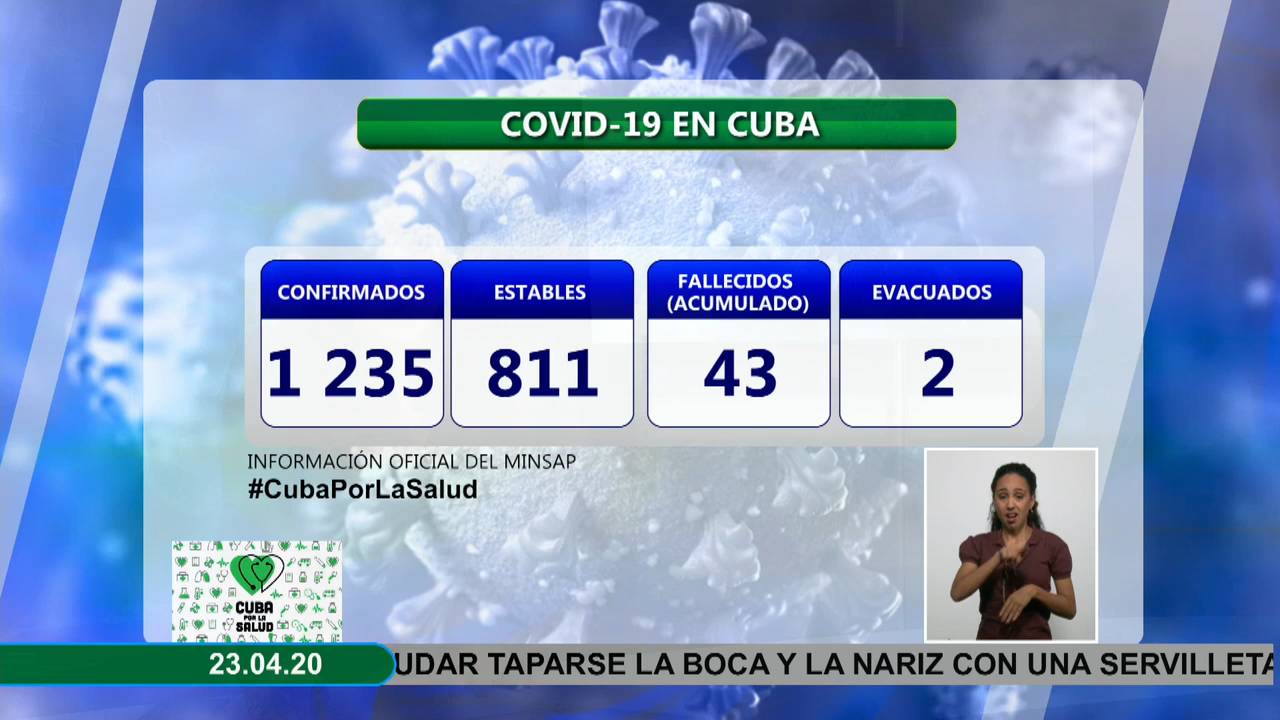 COVID-19 EN CUBA
CONFIRMADOS
1 235
ESTABLES
811
FALLECIDOS
(ACUMULADO)
43
EVACUADOS
2
INFORMACIÓN OFICIAL DEL MINSAP
#CubaPorLaSalud
CUBA
POR LA
SALUD
23.04.20
UDAR TAPARSE LA BOCA Y LA NARIZ CON UNA SERVILLETA